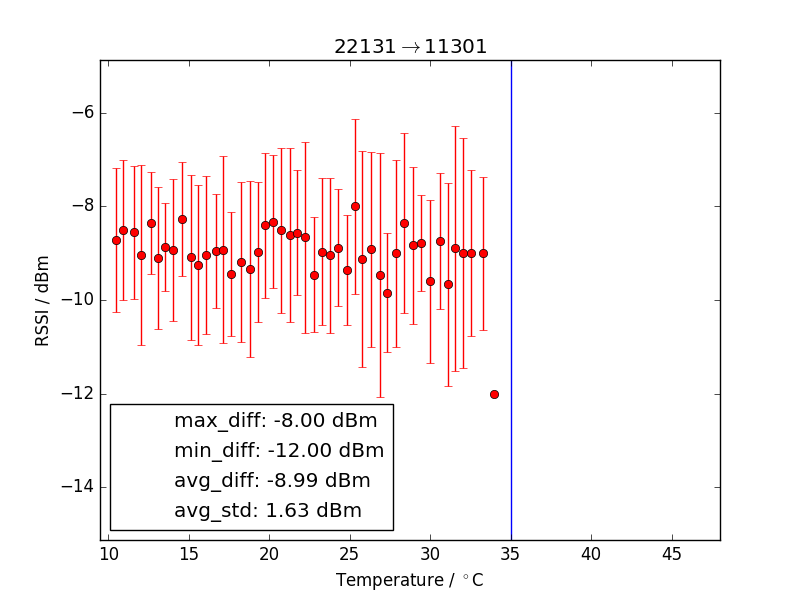 22131→11301
−6
−8
−10
−12
−14
RSSI / dBm
max_diff: -8.00 dBm
min_diff: -12.00 dBm
avg_diff: -8.99 dBm
avg_std: 1.63 dBm
10 15 20 25 30 35 40 45
Temperature / °C